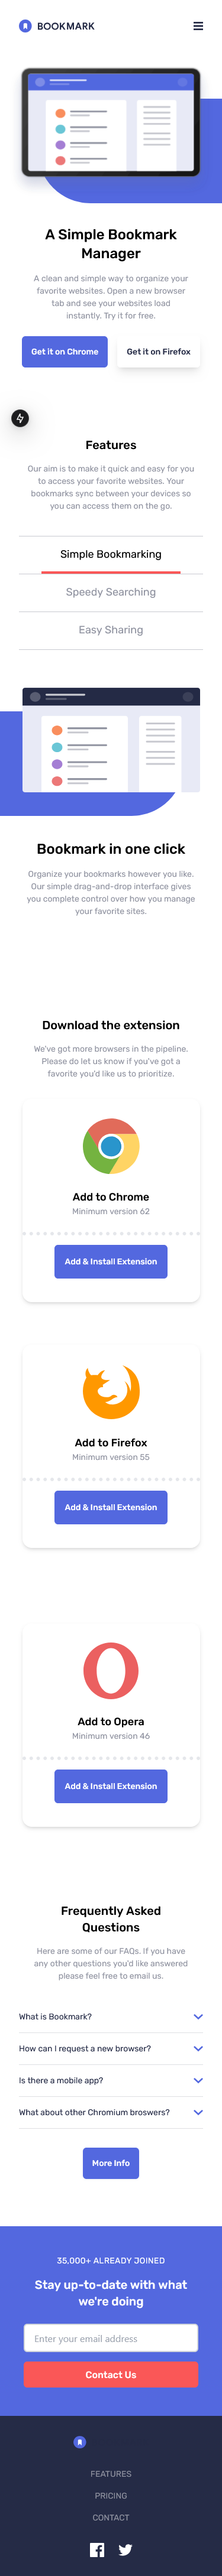 BOOKMARK
A Simple Bookmark
Manager
A clean and simple way to organize your
favorite websites. Open a new browser
tab and see your websites load
instantly. Try it for free.
Get it on Chrome
Get it on Firefox
Features
Our aim is to make it quick and easy for you
to access your favorite websites. Your
bookmarks sync between your devices so
you can access them on the go.
Simple Bookmarking
Speedy Searching
Easy Sharing
Bookmark in one click
Organize your bookmarks however you like.
Our simple drag-and-drop interface gives
you complete control over how you manage
your favorite sites.
Download the extension
We've got more browsers in the pipeline.
Please do let us know if you've got a
favorite you'd like us to prioritize.
Add to Chrome
Minimum version 62
Add & Install Extension
Add to Firefox
Minimum version 55
Add & Install Extension
Add to Opera
Minimum version 46
Add & Install Extension
Frequently Asked
Questions
Here are some of our FAQs. If you have
any other questions you'd like answered
please feel free to email us.
What is Bookmark?
How can I request a new browser?
Is there a mobile app?
What about other Chromium broswers?
More Info
35,000+ ALREADY JOINED
Stay up-to-date with what
we're doing
Enter your email address
Contact Us
FEATURES
PRICING
CONTACT